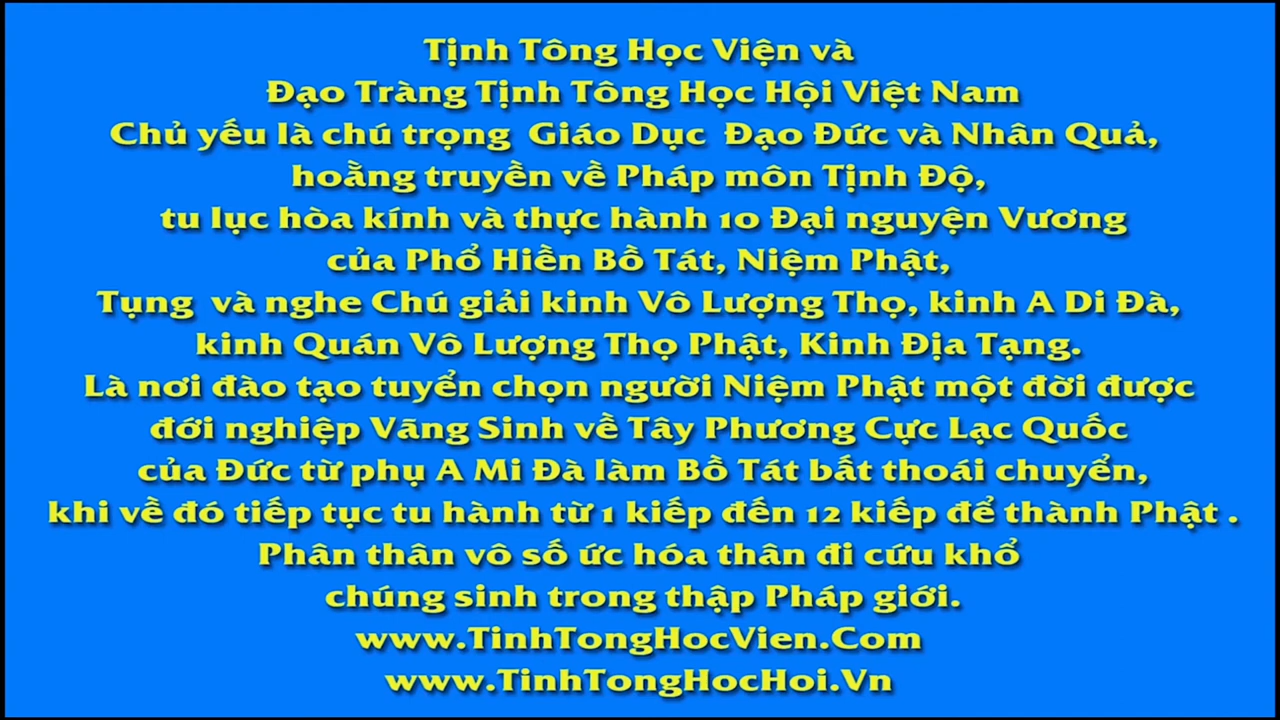 Tịnh Tông Học Viện và
Đạo Tràng Tịnh Tông Học Hội Việt Nam
Chủ yếu là chú trọng Giáo Dục Đạo Đức và Nhân Quả,
hoằng truyền về Pháp môn Tịnh Độ,
tu lục hòa kính và thực hành 10 Đại nguyện Vương
của Phổ Hiền Bồ Tát, Niệm Phật,
Tụng và nghe Chú giải kinh Vô Lượng Thọ, kinh A Di Đà,
kinh Quán Vô Lượng Thọ Phật, Kinh Địa Tạng.
Là nơi đào tạo tuyển chọn người Niệm Phật một đời được
đới nghiệp Vãng Sinh về Tây Phương Cực Lạc Quốc
của Đức từ phụ A Mi Đà làm Bồ Tát bất thoái chuyển,
khi về đó tiếp tục tu hành từ 1 kiếp đến 12 kiếp để thành Phật .
Phân thân vô số ức hóa thân đi cứu khổ
chúng sinh trong thập Pháp giới.
www.TinhTongHocVien.Com
www.TinhTongHocHoi.Vn